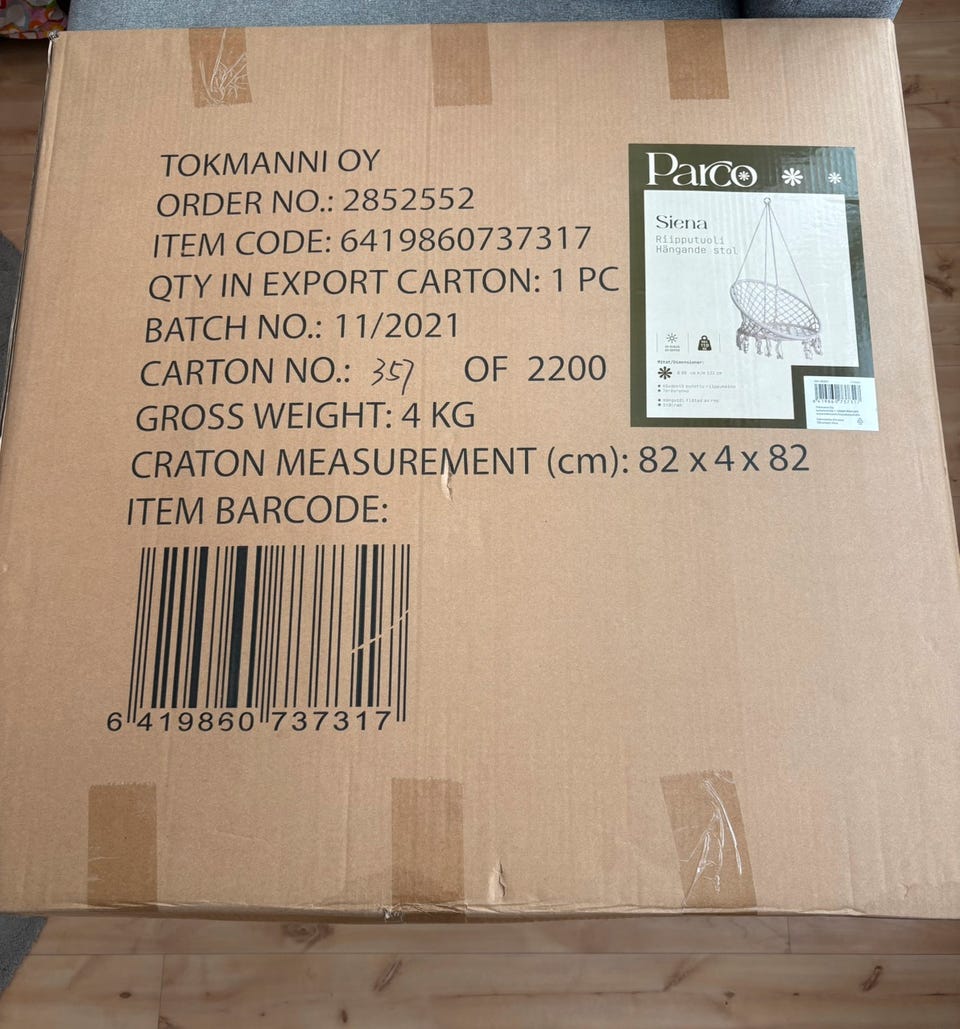 TOKMANNI OY
ORDER NO.: 2852552
ITEM CODE: 6419860737317
QTY IN EXPORT CARTON: 1 PC
BATCH NO.: 11/2021
CARTON NO.: 357 OF 2200
GROSS WEIGHT: 4 KG
CRATON MEASUREMENT (cm): 82 x 4 x 82
ITEM BARCODE:
6 419860 737317
Parco
Siena
Riipputuoli
Hängande stol
Mitat/Dimensioner: